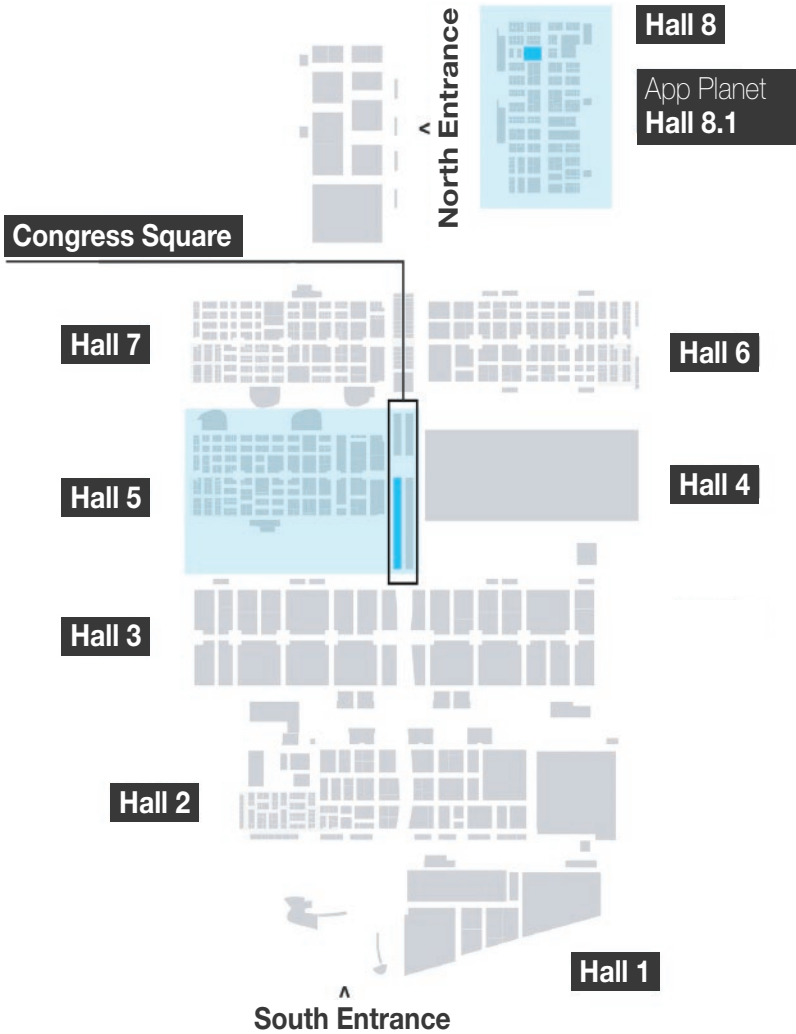 Hall 8
App Planet
Hall 8.1
< North Entrance
Congress Square
Hall 7
Hall 6
Hall 5
Hall 4
Hall 3
Hall 2
Hall 1
<
South Entrance